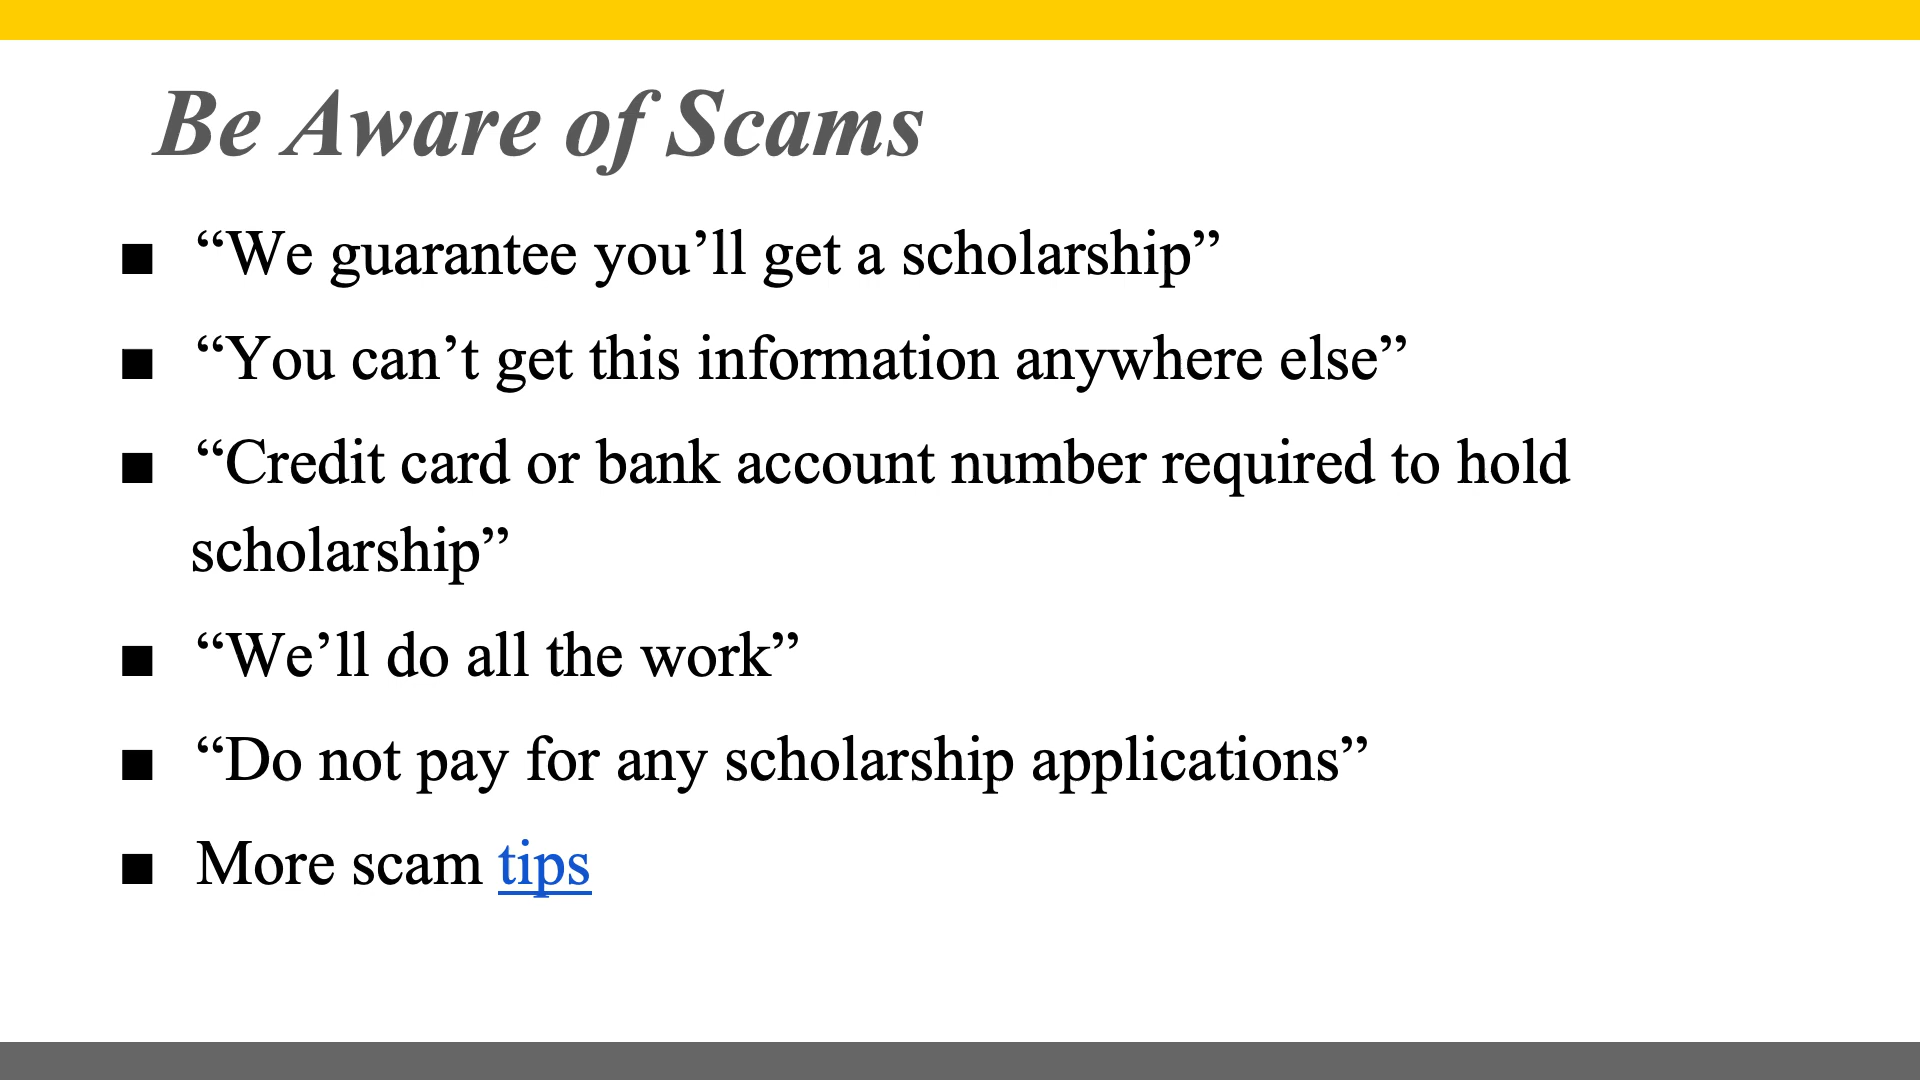 Be Aware of Scams
■ “We guarantee you’ll get a scholarship”
■ “You can’t get this information anywhere else”
■ “Credit card or bank account number required to hold
scholarship”
■ “We’ll do all the work”
■ “Do not pay for any scholarship applications”
■ More scam tips